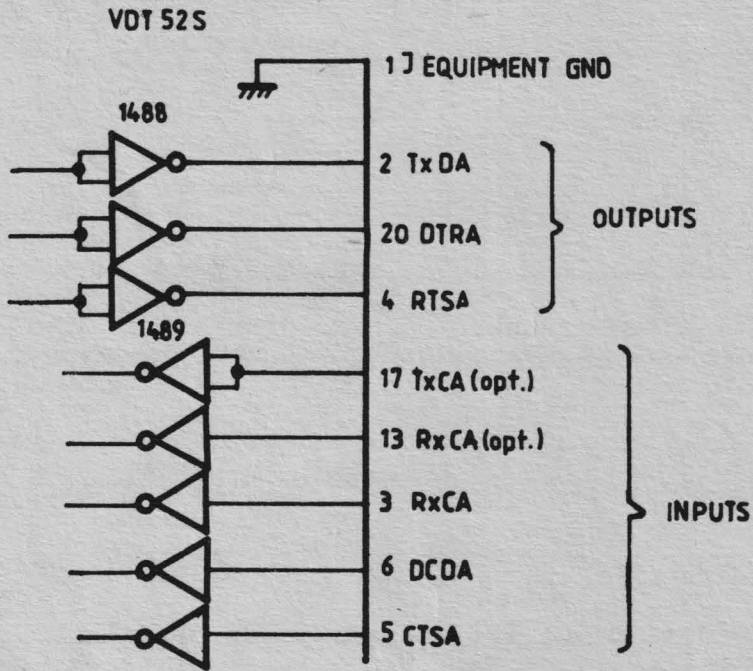 VDT 52S
1 J EQUIPMENT GND
1488
2 TxDA
20 DTRA
OUTPUTS
4 RTSA
1489
17 TxCA (opt.)
13 RxCA (opt.)
3 RxCA
INPUTS
6 DCDA
5 CTSA